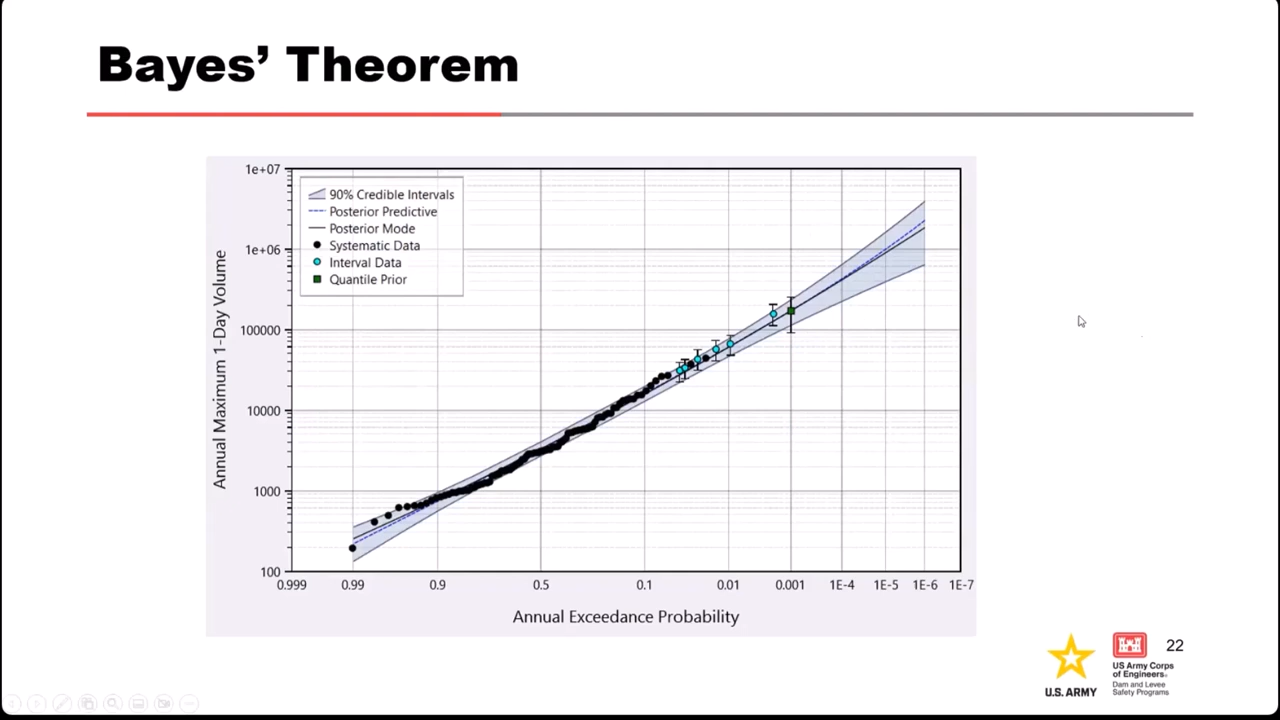 Bayes' Theorem
1e+07
1e+06
100000
10000
1000
100
Annual Maximum 1-Day Volume
90% Credible Intervals
Posterior Predictive
Posterior Mode
Systematic Data
Interval Data
Quantile Prior
0.999 0.99 0.9 0.5 0.1 0.01 0.001 1E-4 1E-5 1E-6 1E-7
Annual Exceedance Probability
U.S. ARMY
US Army Corps
of Engineers®
Dam and Levee
Safety Programs
22